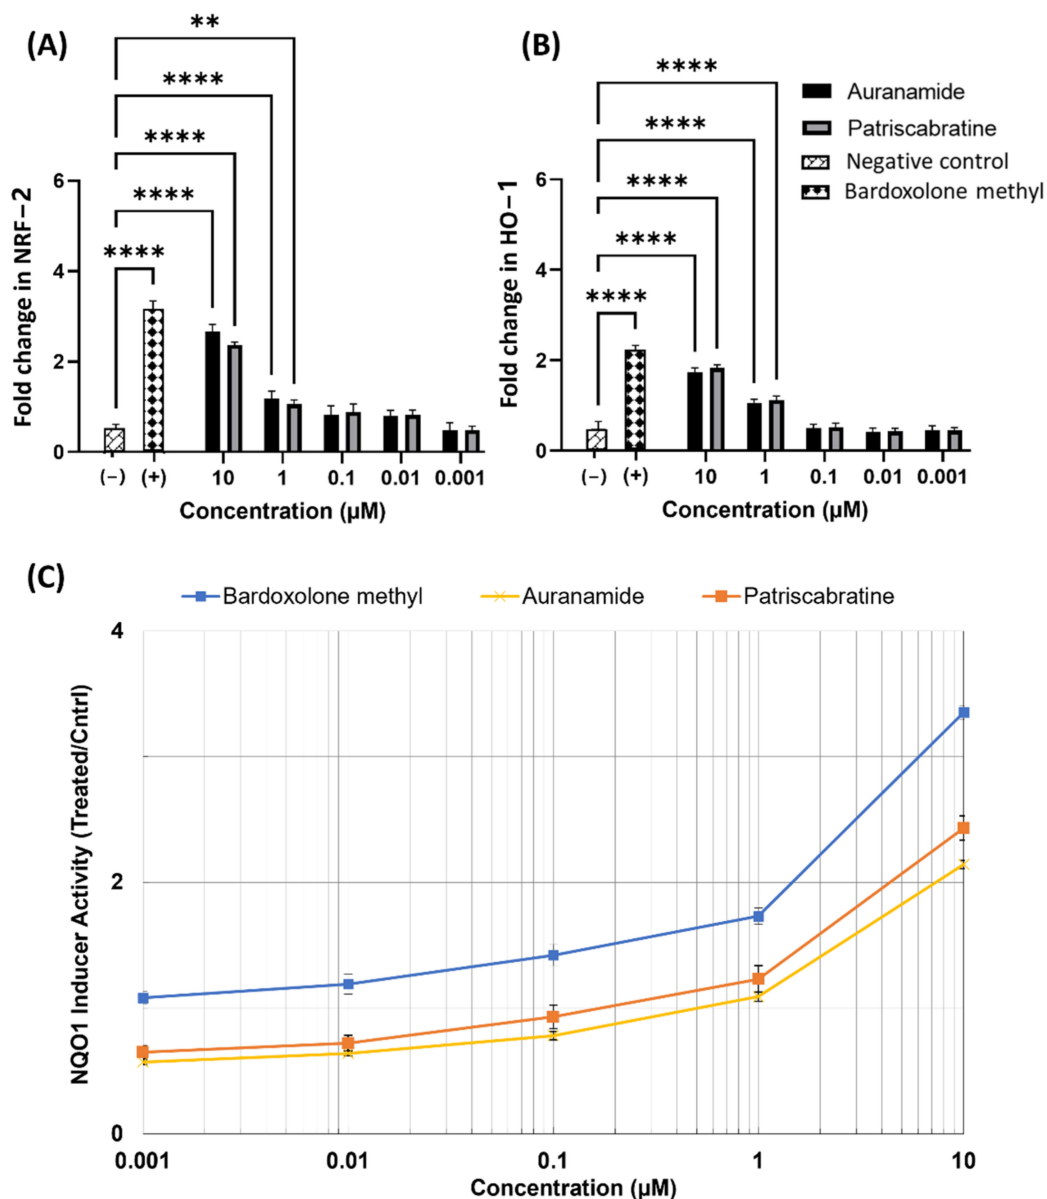 (A)
**
****
****
****
****
Fold change in NRF−2
6
4
2
0
(−) (+) 10 1 0.1 0.01 0.001
Concentration (µM)
(B)
****
****
****
****
****
Fold change in HO−1
6
4
2
0
(−) (+) 10 1 0.1 0.01 0.001
Concentration (µM)
Auranamide
Patriscabratine
Negative control
Bardoxolone methyl
(C)
Bardoxolone methyl Auranamide Patriscabratine
NQO1 Inducer Activity (Treated/Cntrl)
4
2
0
0.001 0.01 0.1 1 10
Concentration (µM)